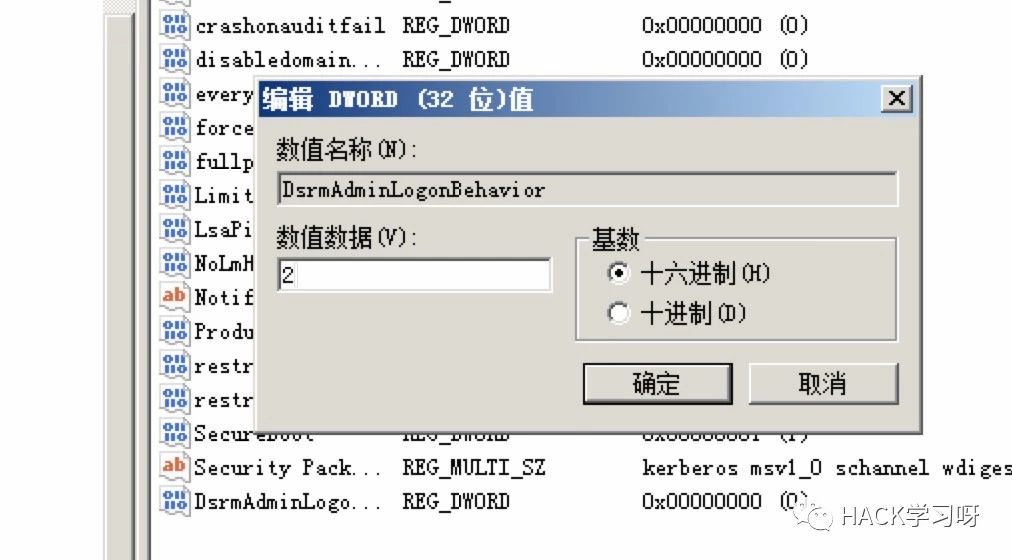 crashonauditfail REG_DWORD 0x00000000 (0)
disabledomain... REG_DWORD 0x00000000 (0)
every
编辑 DWORD (32 位)值
force
数值名称(N):
fullp
DsrmAdminLogonBehavior
Limit
LsaPi
数值数据(V):
基数
NoLmH
2
十六进制(H)
Notif
十进制(D)
Produ
restr
确定
取消
restr
SecureBoot REG_DWORD 0x00000001 (1)
Security Pack... REG_MULTI_SZ kerberos msv1_0 schannel wdiges
DsrmAdminLogo... REG_DWORD 0x00000000 (0)
HACK学习呀